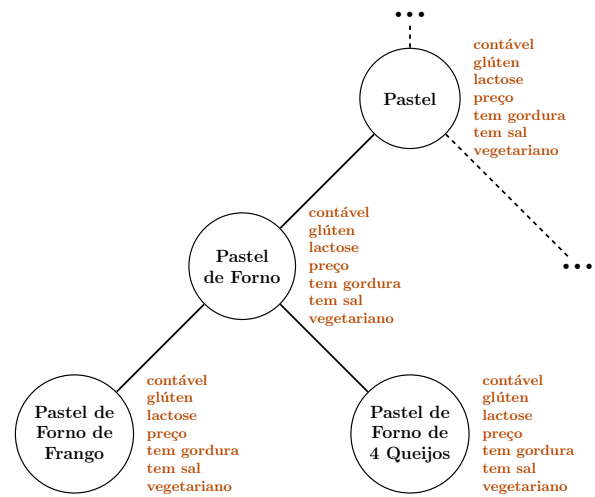 ...
Pastel
contável
glúten
lactose
preço
tem gordura
tem sal
vegetariano
...
Pastel
de Forno
contável
glúten
lactose
preço
tem gordura
tem sal
vegetariano
Pastel de
Forno de
Frango
contável
glúten
lactose
preço
tem gordura
tem sal
vegetariano
Pastel de
Forno de
4 Queijos
contável
glúten
lactose
preço
tem gordura
tem sal
vegetariano